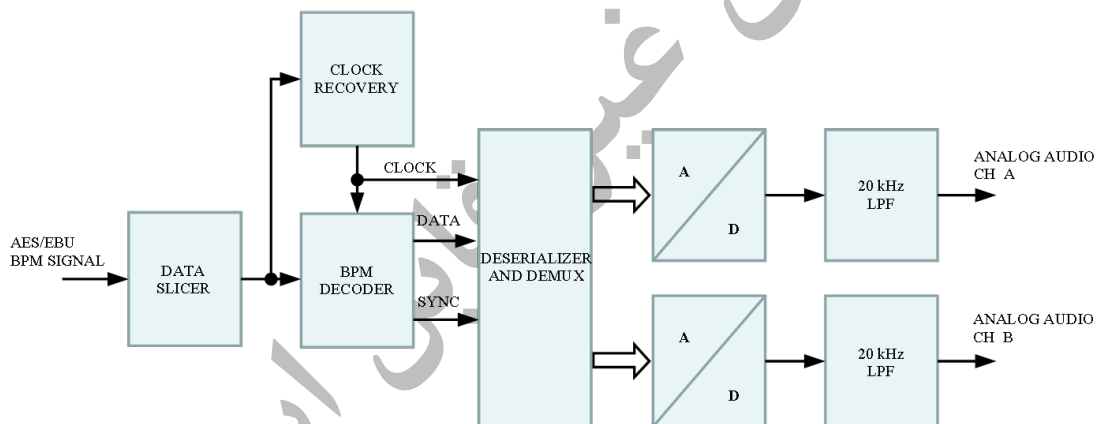 CLOCK
RECOVERY
CLOCK
DATA
SYNC
AES/EBU
BPM SIGNAL
DATA
SLICER
BPM
DECODER
DESERIALIZER
AND DEMUX
A
D
20 kHz
LPF
ANALOG AUDIO
CH A
A
D
20 kHz
LPF
ANALOG AUDIO
CH B